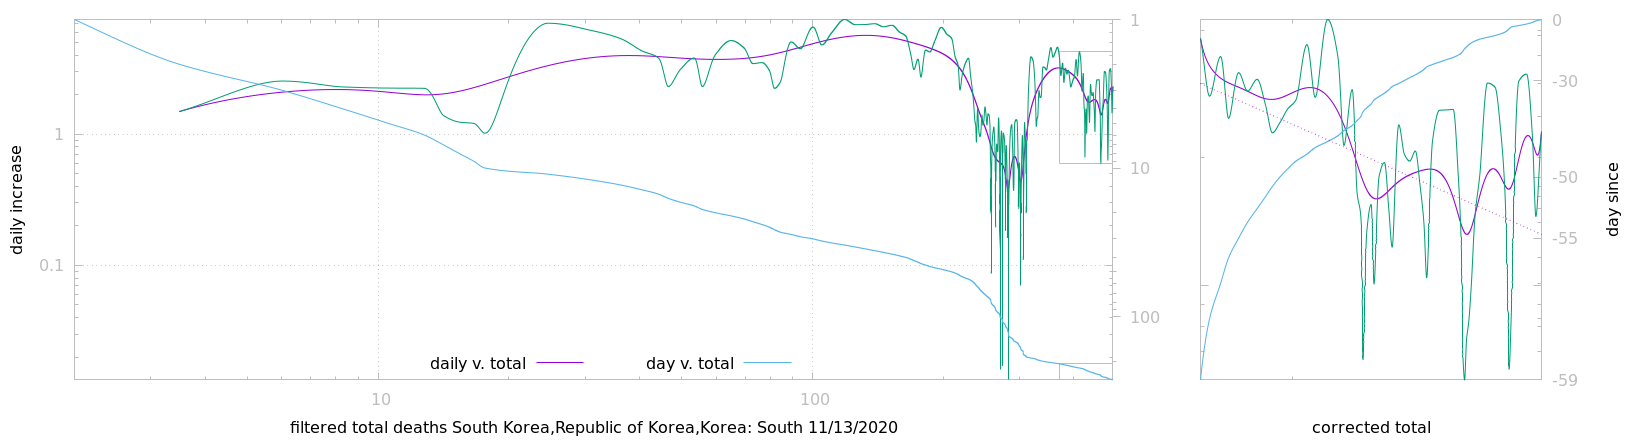 daily increase
1
0.1
10
100
1
10
100
daily v. total
day v. total
filtered total deaths South Korea,Republic of Korea,Korea: South 11/13/2020
0
-30
-50
-55
-59
day since
corrected total